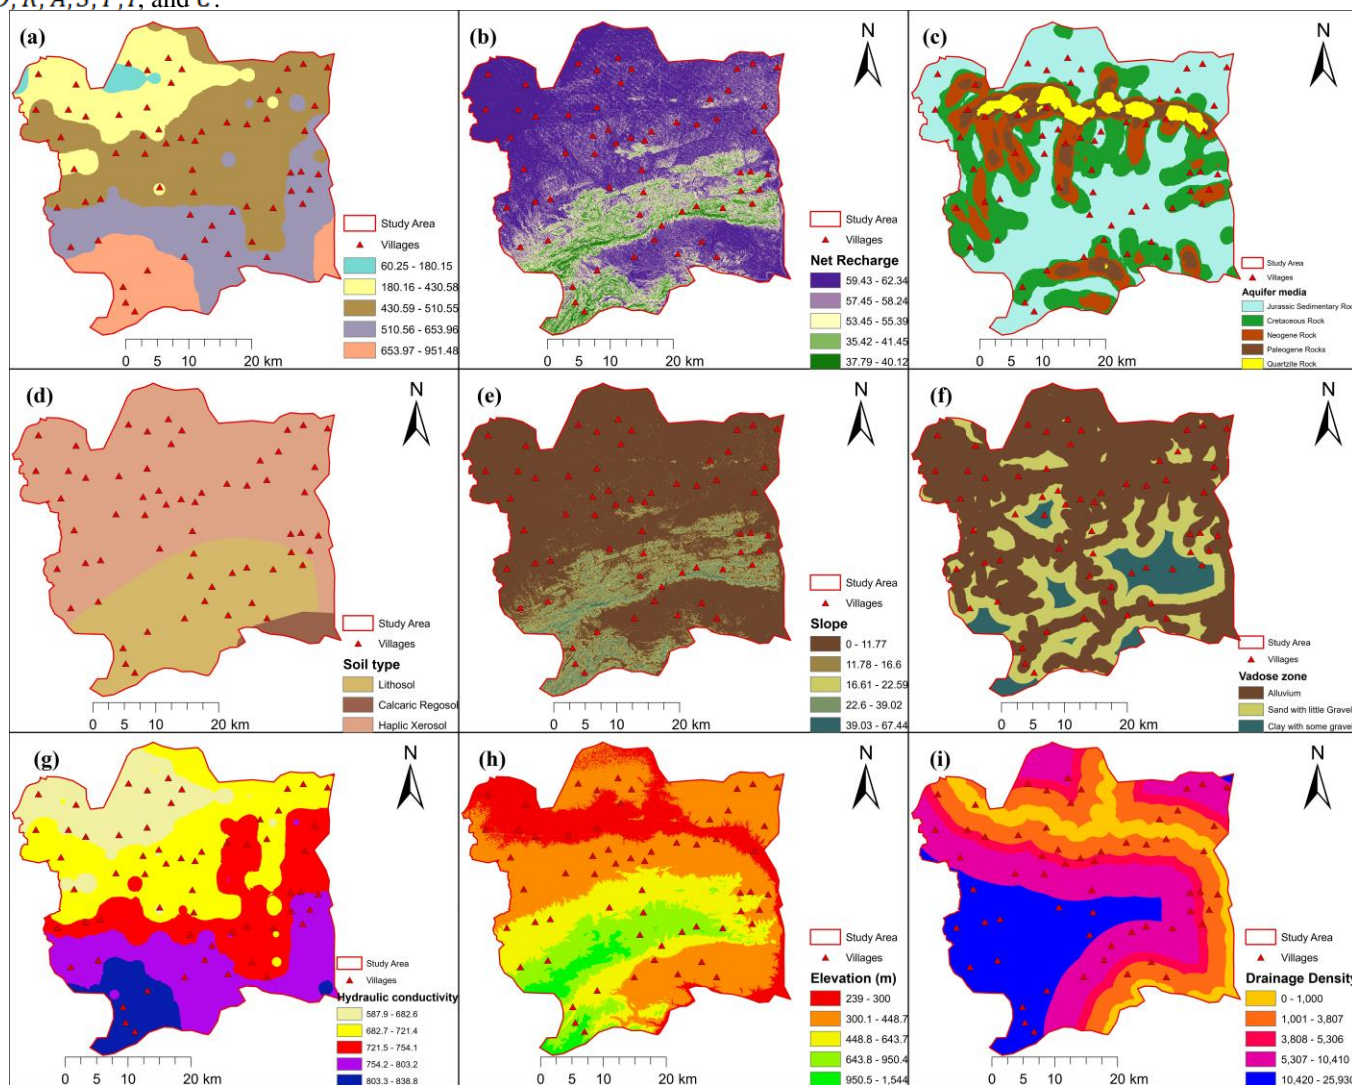 D, R, A, S, T, I, and C.
(a)
N
Study Area
Villages
60.25 - 180.15
180.16 - 430.58
430.59 - 510.55
510.56 - 653.96
653.97 - 951.48
0 5 10 20 km
(b)
N
Study Area
Villages
Net Recharge
59.43 - 62.34
57.45 - 58.24
53.45 - 55.39
35.42 - 41.45
37.79 - 40.12
0 5 10 20 km
(c)
N
Study Area
Villages
Aquifer media
Jurassic Sedimentary Roc
Cretaceous Rock
Neogene Rock
Paleogene Rocks
Quartzite Rock
0 5 10 20 km
(d)
N
Study Area
Villages
Soil type
Lithosol
Calcaric Regosol
Haplic Xerosol
0 5 10 20 km
(e)
N
Study Area
Villages
Slope
0 - 11.77
11.78 - 16.6
16.61 - 22.59
22.6 - 39.02
39.03 - 67.44
0 5 10 20 km
(f)
N
Study Area
Villages
Vadose zone
Alluvium
Sand with little Gravel
Clay with some gravel
0 5 10 20 km
(g)
N
Study Area
Villages
Hydraulic conductivity
587.9 - 682.6
682.7 - 721.4
721.5 - 754.1
754.2 - 803.2
803.3 - 838.8
0 5 10 20 km
(h)
N
Study Area
Villages
Elevation (m)
239 - 300
300.1 - 448.7
448.8 - 643.7
643.8 - 950.4
950.5 - 1,544
0 5 10 20 km
(i)
N
Study Area
Villages
Drainage Density
0 - 1,000
1,001 - 3,807
3,808 - 5,306
5,307 - 10,410
10,420 - 25,930
0 5 10 20 km